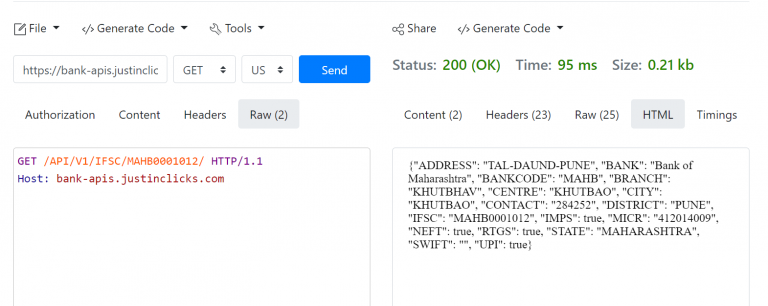 File
Generate Code
Tools
Share
Generate Code
https://bank-apis.justinclic
GET
US
Send
Status: 200 (OK) Time: 95 ms Size: 0.21 kb
Authorization
Content
Headers
Raw (2)
Content (2)
Headers (23)
Raw (25)
HTML
Timings
GET /API/V1/IFSC/MAHB0001012/ HTTP/1.1
Host: bank-apis.justinclicks.com
{"ADDRESS": "TAL-DAUND-PUNE", "BANK": "Bank of
Maharashtra", "BANKCODE": "MAHB", "BRANCH":
"KHUTBHAV", "CENTRE": "KHUTBAO", "CITY":
"KHUTBAO", "CONTACT": "284252", "DISTRICT": "PUNE",
"IFSC": "MAHB0001012", "IMPS": true, "MICR": "412014009",
"NEFT": true, "RTGS": true, "STATE": "MAHARASHTRA",
"SWIFT": "", "UPI": true}